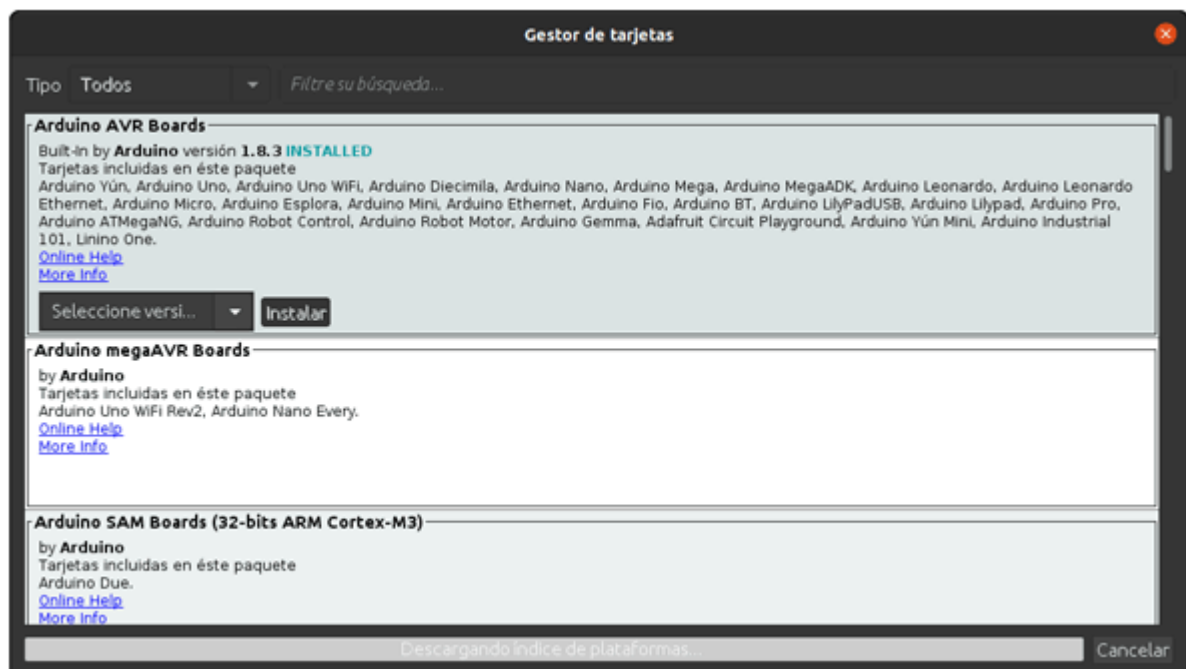 Gestor de tarjetas
Tipo Todos Filtre su búsqueda...
Arduino AVR Boards
Built-In by Arduino versión 1.8.3 INSTALLED
Tarjetas incluidas en éste paquete
Arduino Yún, Arduino Uno, Arduino Uno WiFi, Arduino Diecimila, Arduino Nano, Arduino Mega, Arduino MegaADK, Arduino Leonardo, Arduino Leonardo
Ethernet, Arduino Micro, Arduino Esplora, Arduino Mini, Arduino Ethernet, Arduino Fio, Arduino BT, Arduino LilyPadUSB, Arduino Lilypad, Arduino Pro,
Arduino ATMegaNG, Arduino Robot Control, Arduino Robot Motor, Arduino Gemma, Adafruit Circuit Playground, Arduino Yún Mini, Arduino Industrial
101, Linino One.
Online Help
More Info
Seleccione versi... Instalar
Arduino megaAVR Boards
by Arduino
Tarjetas incluidas en éste paquete
Arduino Uno WiFi Rev2, Arduino Nano Every.
Online Help
More Info
Arduino SAM Boards (32-bits ARM Cortex-M3)
by Arduino
Tarjetas incluidas en éste paquete
Arduino Due.
Online Help
More Info
Descargando índice de plataformas... Cancelar